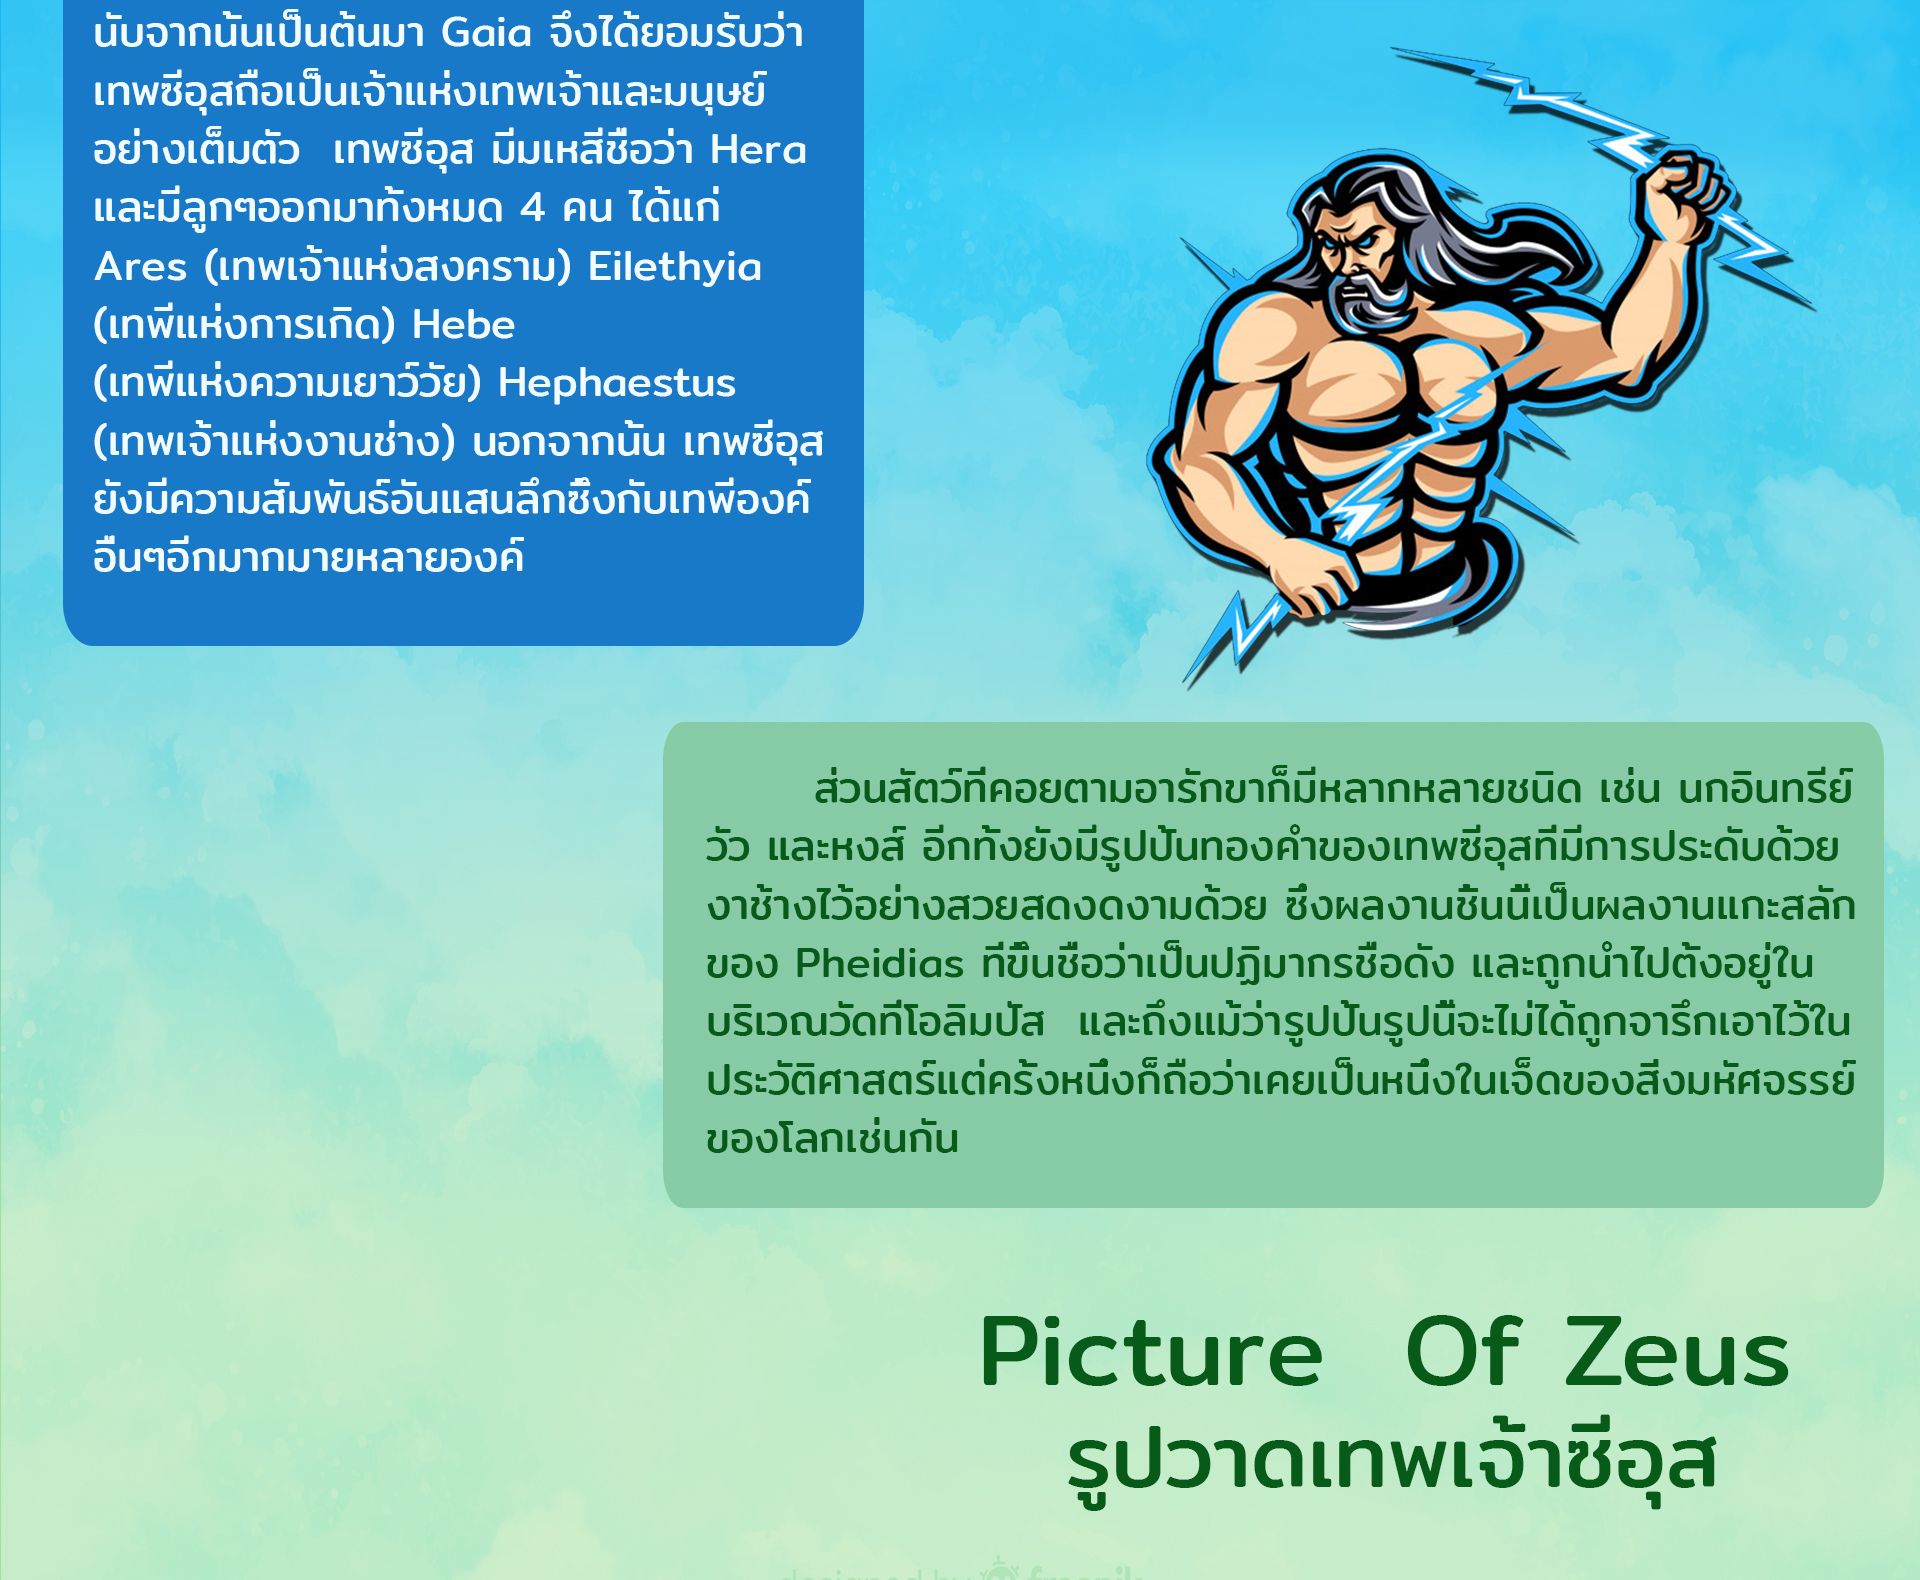 นับจากนั้นเป็นต้นมา Gaia จึงได้ยอมรับว่า
เทพซีอุสถือเป็นเจ้าแห่งเทพเจ้าและมนุษย์
อย่างเต็มตัว  เทพซีอุส มีมเหสีชื่อว่า Hera
และมีลูกๆออกมาทั้งหมด 4 คน ได้แก่
Ares (เทพเจ้าแห่งสงคราม) Eilethyia
(เทพีแห่งการเกิด) Hebe
(เทพีแห่งความเยาว์วัย) Hephaestus
(เทพเจ้าแห่งงานช่าง) นอกจากนั้น เทพซีอุส
ยังมีความสัมพันธ์อันแสนลึกซึ้งกับเทพีองค์
อื่นๆอีกมากมายหลายองค์
ส่วนสัตว์ที่คอยตามอารักขาก็มีหลากหลายชนิด เช่น นกอินทรีย์
วัว และหงส์ อีกทั้งยังมีรูปปั้นทองคำของเทพซีอุสที่มีการประดับด้วย
งาช้างไว้อย่างสวยสดงดงามด้วย ซึ่งผลงานชิ้นนี้เป็นผลงานแกะสลัก
ของ Pheidias ที่ขึ้นชื่อว่าเป็นปฏิมากรชื่อดัง และถูกนำไปตั้งอยู่ใน
บริเวณวัดที่โอลิมปัส  และถึงแม้ว่ารูปปั้นรูปนี้จะไม่ได้ถูกจารึกเอาไว้ใน
ประวัติศาสตร์แต่ครั้งหนึ่งก็ถือว่าเคยเป็นหนึ่งในเจ็ดของสิ่งมหัศจรรย์
ของโลกเช่นกัน
Picture  Of Zeus
รูปวาดเทพเจ้าซีอุส
designed by freepik